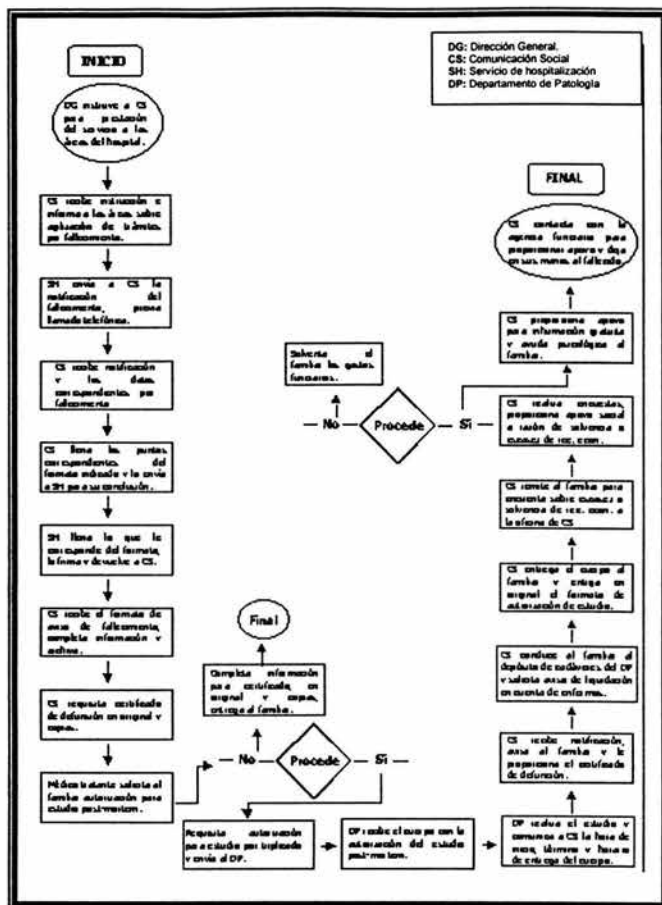 DG: Dirección General.
CS: Comunicación Social
SH: Servicio de hospitalización
DP: Departamento de Patología
INICIO
DG instruye a CS
para prestación
del servicio a las
áreas del hospital.
CS recibe instrucción e
informa a las áreas sobre
aplicación de trámites
por fallecimiento.
SH envía a CS la
notificación del
fallecimiento, previa
llamada telefónica.
CS recibe notificación
y los datos
correspondientes por
fallecimiento
CS llena los puntos
correspondientes del
formato indicado y lo envía
a SH para su conclusión.
SH llena lo que le
corresponde del formato,
lo firma y devuelve a CS.
CS recibe el formato de
aviso de fallecimiento,
completa información y
archiva.
CS requisita certificado
de defunción en original y
copias.
Médico tratante solicita al
familiar autorización para
estudio post-mortem.
No
Procede
Si
Completa información
para certificado, en
original y copias,
entrega al familiar.
Final
Requisita autorización
para estudio por triplicado
y envía al DP.
DP recibe el cuerpo con la
autorización del estudio
post-mortem.
DP realiza el estudio y
comunica a CS la hora de
inicio, término y horario
de entrega del cuerpo.
CS recibe notificación,
avisa al familiar y le
proporciona el certificado
de defunción.
CS conduce al familiar al
depósito de cadáveres del DP
y solicita aviso de liquidación
en cuenta de enfermos.
CS entrega el cuerpo al
familiar y entrega en
original el formato de
autorización de estudio.
CS remite al familiar para
encuesta sobre escasez o
solvencia de rec. econ. a
la oficina de CS
CS realiza encuestas,
proporciona apoyo social
a razón de solvencia o
escasez de rec. econ.
No
Procede
Si
Solventa el
familiar los gastos
funerarios.
CS proporciona apoyo
para información gratuita
y ayuda psicológica al
familiar.
CS contacta con la
agencia funeraria para
proporcionar apoyo y deja
en sus manos al fallecido.
FINAL